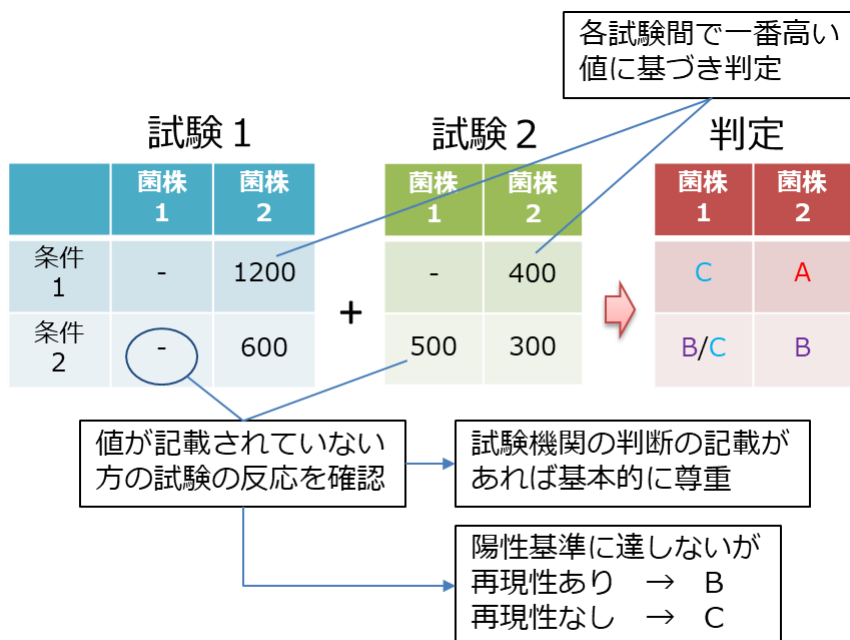 各試験間で一番高い
値に基づき判定
試験１ 試験２ 判定
菌株 菌株 菌株 菌株 菌株 菌株
1 2 1 2 1 2
条件
1
- 1200 - 400 C A
+
条件
2
- 600 500 300 B/C B
値が記載されていない
方の試験の反応を確認
試験機関の判断の記載が
あれば基本的に尊重
陽性基準に達しないが
再現性あり → B
再現性なし → C